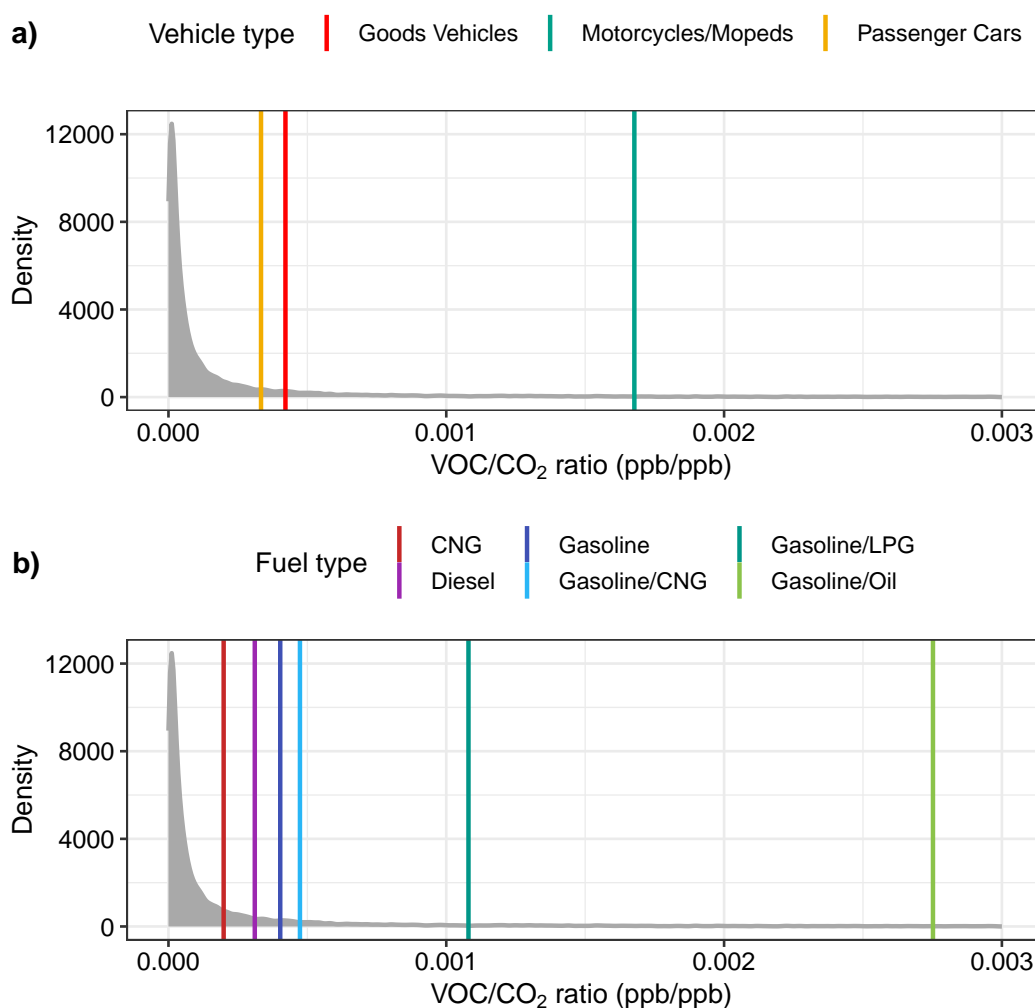 a)
Vehicle type Goods Vehicles Motorcycles/Mopeds Passenger Cars
12000
8000
4000
0
Density
0.000 0.001 0.002 0.003
VOC/CO₂ ratio (ppb/ppb)
b)
Fuel type
CNG Gasoline Gasoline/LPG
Diesel Gasoline/CNG Gasoline/Oil
12000
8000
4000
0
Density
0.000 0.001 0.002 0.003
VOC/CO₂ ratio (ppb/ppb)